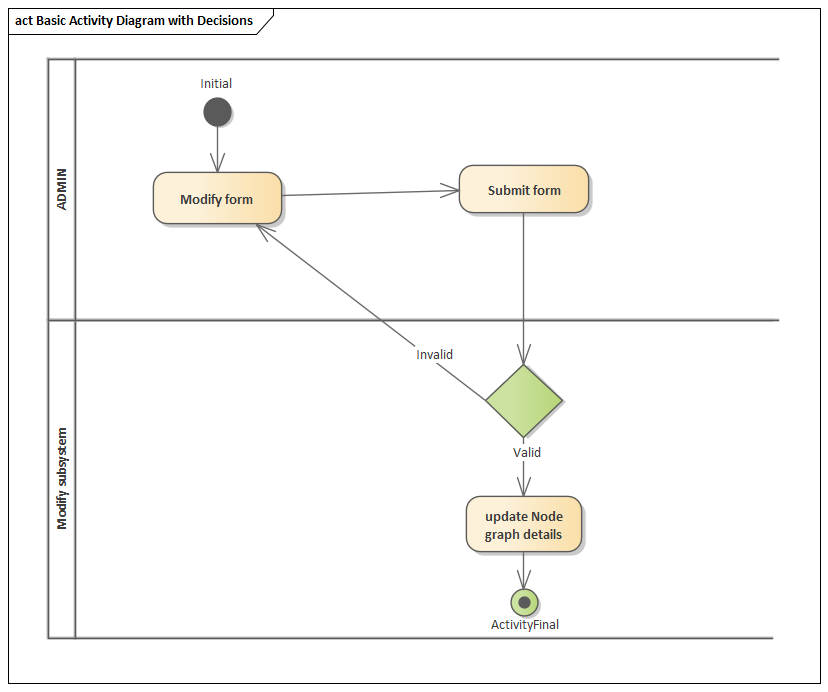 act Basic Activity Diagram with Decisions
ADMIN
Initial
Modify form
Submit form
Modify subsystem
Invalid
Valid
update Node
graph details
ActivityFinal